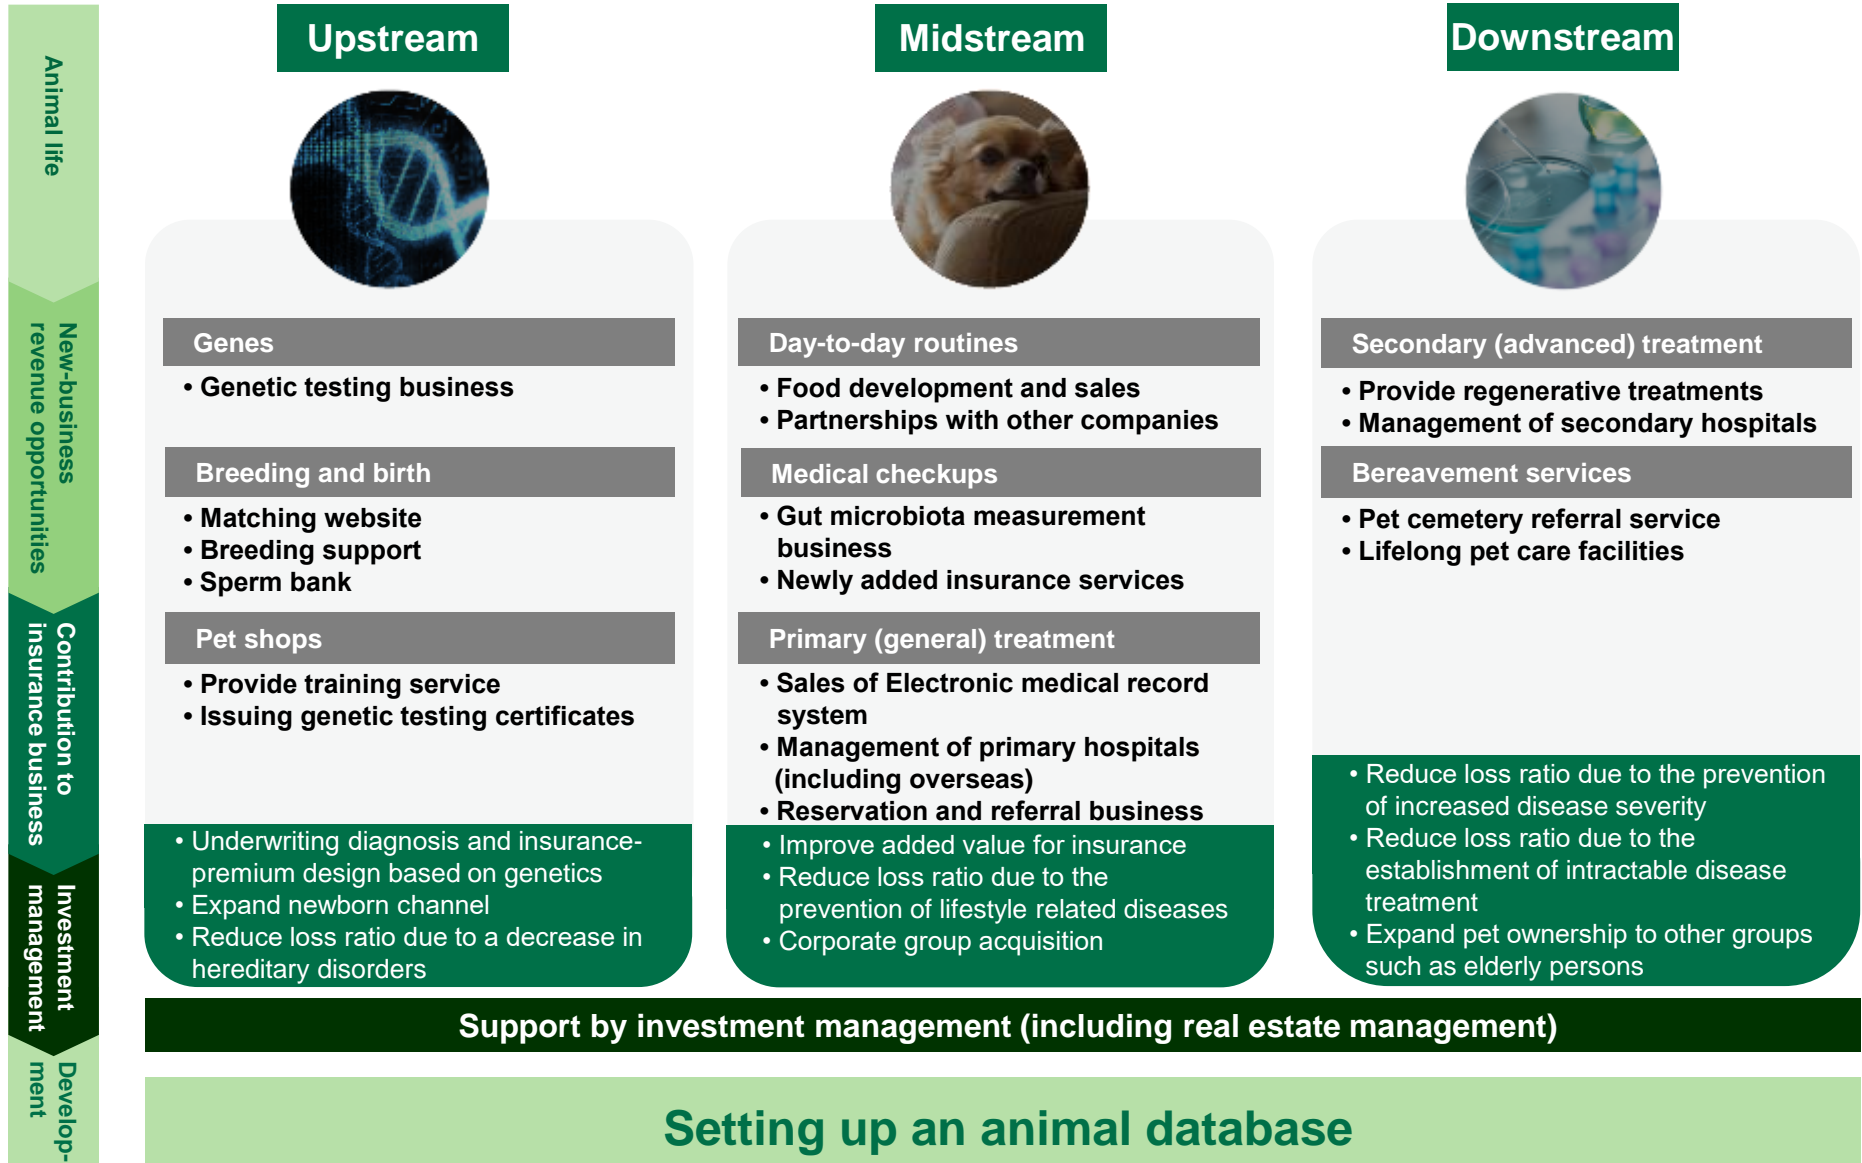 Animal life
New-business
revenue opportunities
Contribution to
insurance business
Investment
management
Develop-
ment
Upstream
Genes
• Genetic testing business
Breeding and birth
• Matching website
• Breeding support
• Sperm bank
Pet shops
• Provide training service
• Issuing genetic testing certificates
• Underwriting diagnosis and insurance-
premium design based on genetics
• Expand newborn channel
• Reduce loss ratio due to a decrease in
hereditary disorders
Midstream
Day-to-day routines
• Food development and sales
• Partnerships with other companies
Medical checkups
• Gut microbiota measurement
business
• Newly added insurance services
Primary (general) treatment
• Sales of Electronic medical record
system
• Management of primary hospitals
(including overseas)
• Reservation and referral business
• Improve added value for insurance
• Reduce loss ratio due to the
prevention of lifestyle related diseases
• Corporate group acquisition
Downstream
Secondary (advanced) treatment
• Provide regenerative treatments
• Management of secondary hospitals
Bereavement services
• Pet cemetery referral service
• Lifelong pet care facilities
• Reduce loss ratio due to the prevention
of increased disease severity
• Reduce loss ratio due to the
establishment of intractable disease
treatment
• Expand pet ownership to other groups
such as elderly persons
Support by investment management (including real estate management)
Setting up an animal database